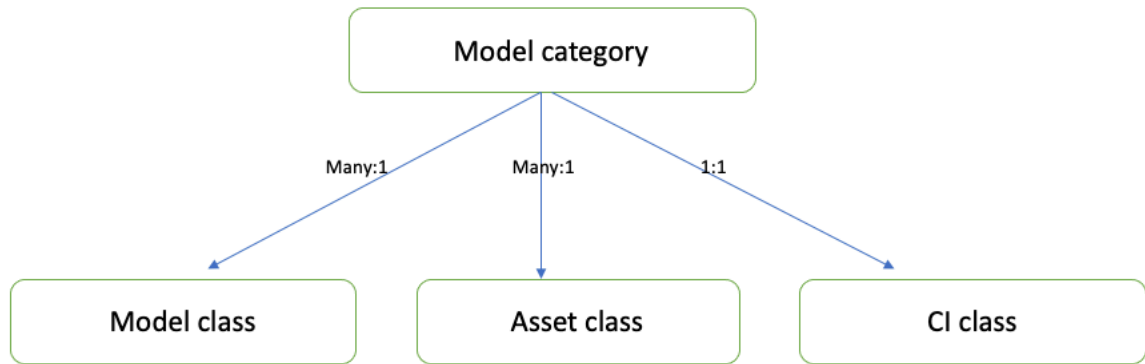 Model category
Many:1
Many:1
1:1
Model class
Asset class
CI class